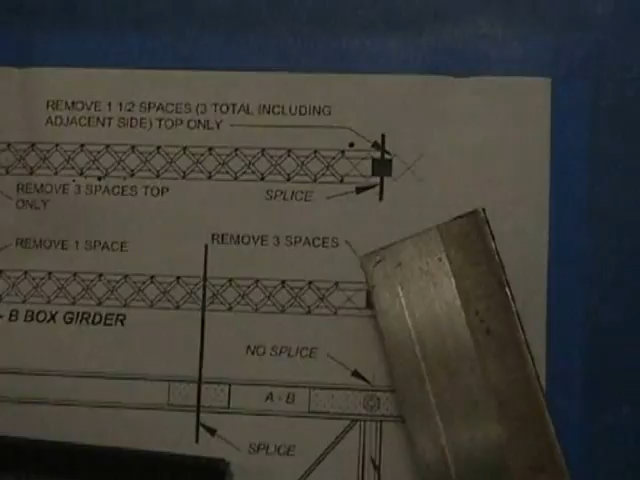 REMOVE 1 1/2 SPACES (3 TOTAL INCLUDING
ADJACENT SIDE) TOP ONLY
REMOVE 3 SPACES TOP
ONLY
SPLICE
REMOVE 1 SPACE
REMOVE 3 SPACES
- B BOX GIRDER
NO SPLICE
A - B
SPLICE